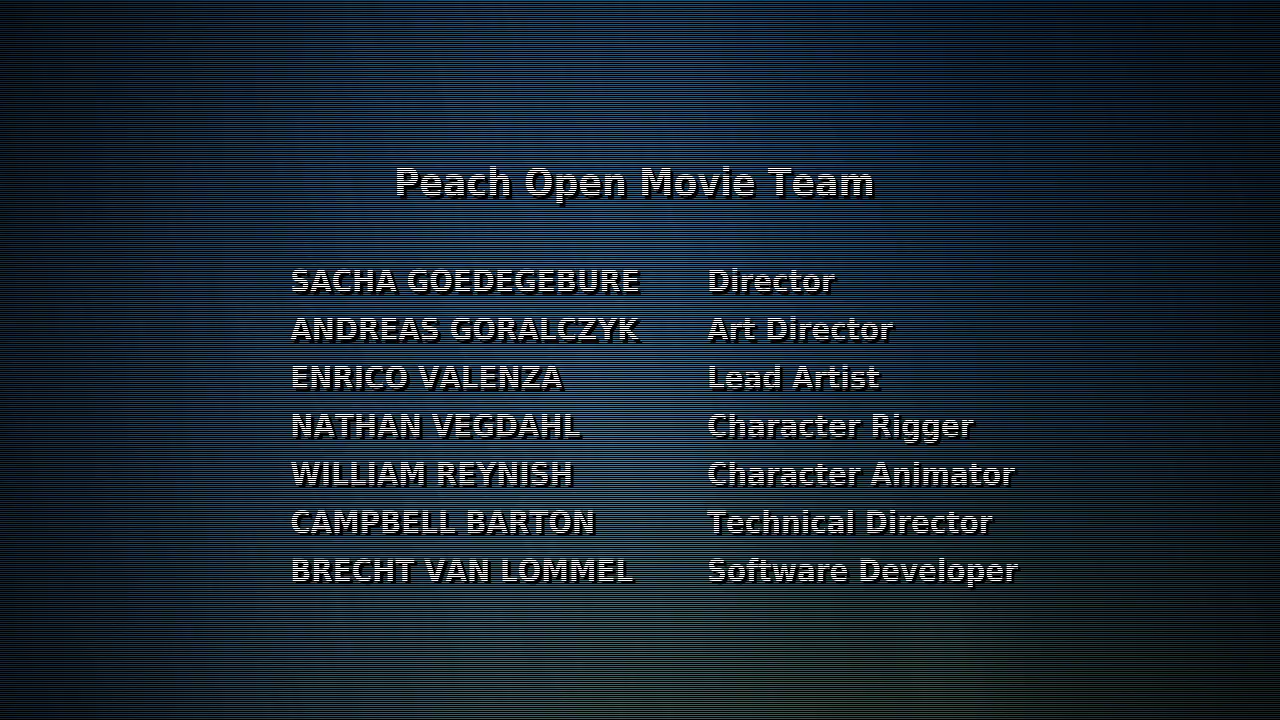 Peach Open Movie Team
SACHA GOEDEGEBURE Director
ANDREAS GORALCZYK Art Director
ENRICO VALENZA Lead Artist
NATHAN VEGDAHL Character Rigger
WILLIAM REYNISH Character Animator
CAMPBELL BARTON Technical Director
BRECHT VAN LOMMEL Software Developer